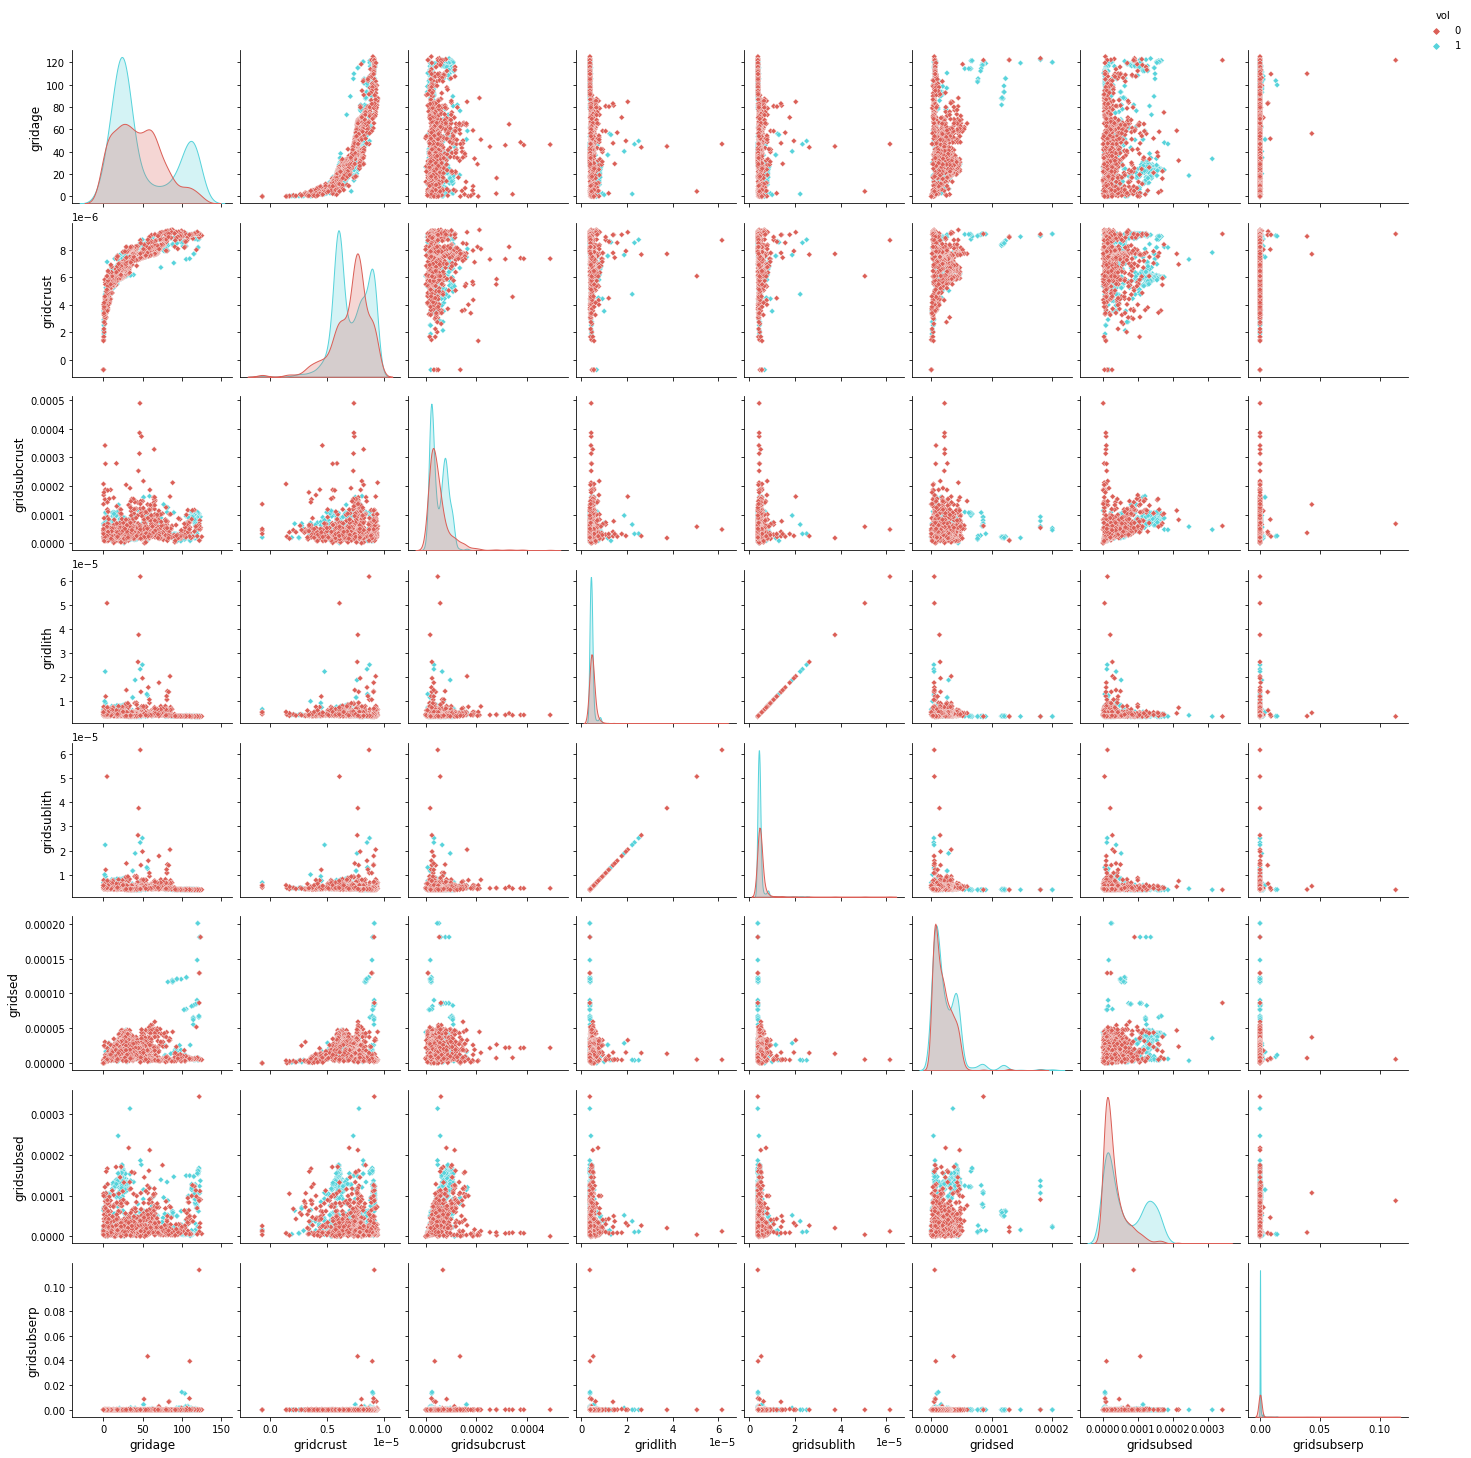 vol
0
1
120
100
80
60
40
20
0
gridage
1e−6
8
6
4
2
0
gridcrust
0.0005
0.0004
0.0003
0.0002
0.0001
0.0000
gridsubcrust
1e−5
6
5
4
3
2
1
gridlith
1e−5
6
5
4
3
2
1
gridsublith
0.00020
0.00015
0.00010
0.00005
0.00000
gridsed
0.0003
0.0002
0.0001
0.0000
gridsubsed
0.10
0.08
0.06
0.04
0.02
0.00
gridsubserp
0 50 100 150
gridage
0.0 0.5 1.0
1e−5
gridcrust
0.0000 0.0002 0.0004
gridsubcrust
2 4 6
1e−5
gridlith
0 2 4 6
1e−5
gridsublith
0.0000 0.0001 0.0002
gridsed
0.0000 0.0001 0.0002 0.0003
gridsubsed
0.00 0.05 0.10
gridsubserp